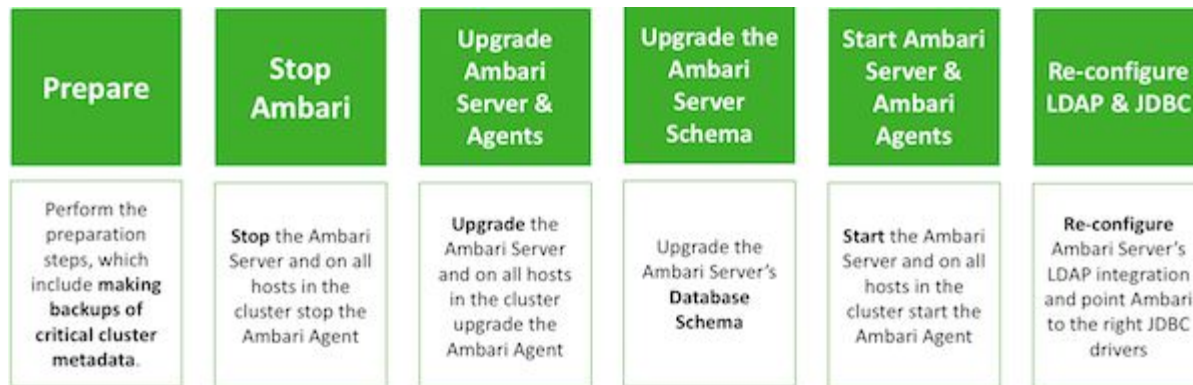 Prepare
Stop
Ambari
Upgrade
Ambari
Server &
Agents
Upgrade the
Ambari
Server
Schema
Start Ambari
Server &
Ambari
Agents
Re-configure
LDAP & JDBC
Perform the
preparation
steps, which
include making
backups of
critical cluster
metadata.
Stop the Ambari
Server and on all
hosts in the
cluster stop the
Ambari Agent
Upgrade the
Ambari Server
and on all hosts
in the cluster
upgrade the
Ambari Agent
Upgrade the
Ambari Server's
Database
Schema
Start the Ambari
Server and on all
hosts in the
cluster start the
Ambari Agent
Re-configure
Ambari Server's
LDAP integration
and point Ambari
to the right JDBC
drivers